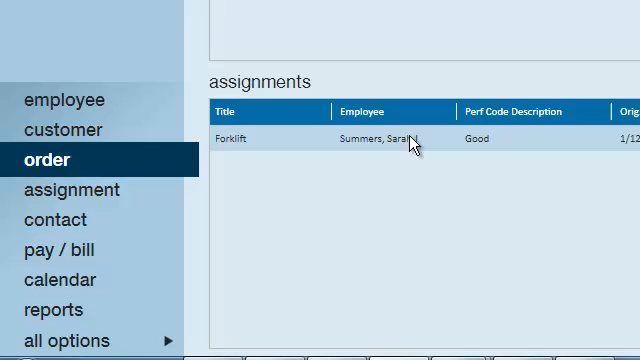 assignments
Title Employee Perf Code Description
Forklift Summers, Good
employee
customer
order
assignment
contact
pay / bill
calendar
reports
all options